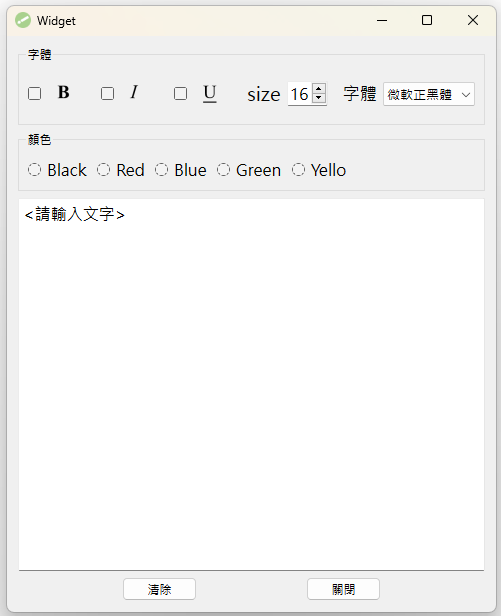 Widget
字體
B I U size 16 字體 微軟正黑體
顏色
Black Red Blue Green Yello
<請輸入文字>
清除 關閉